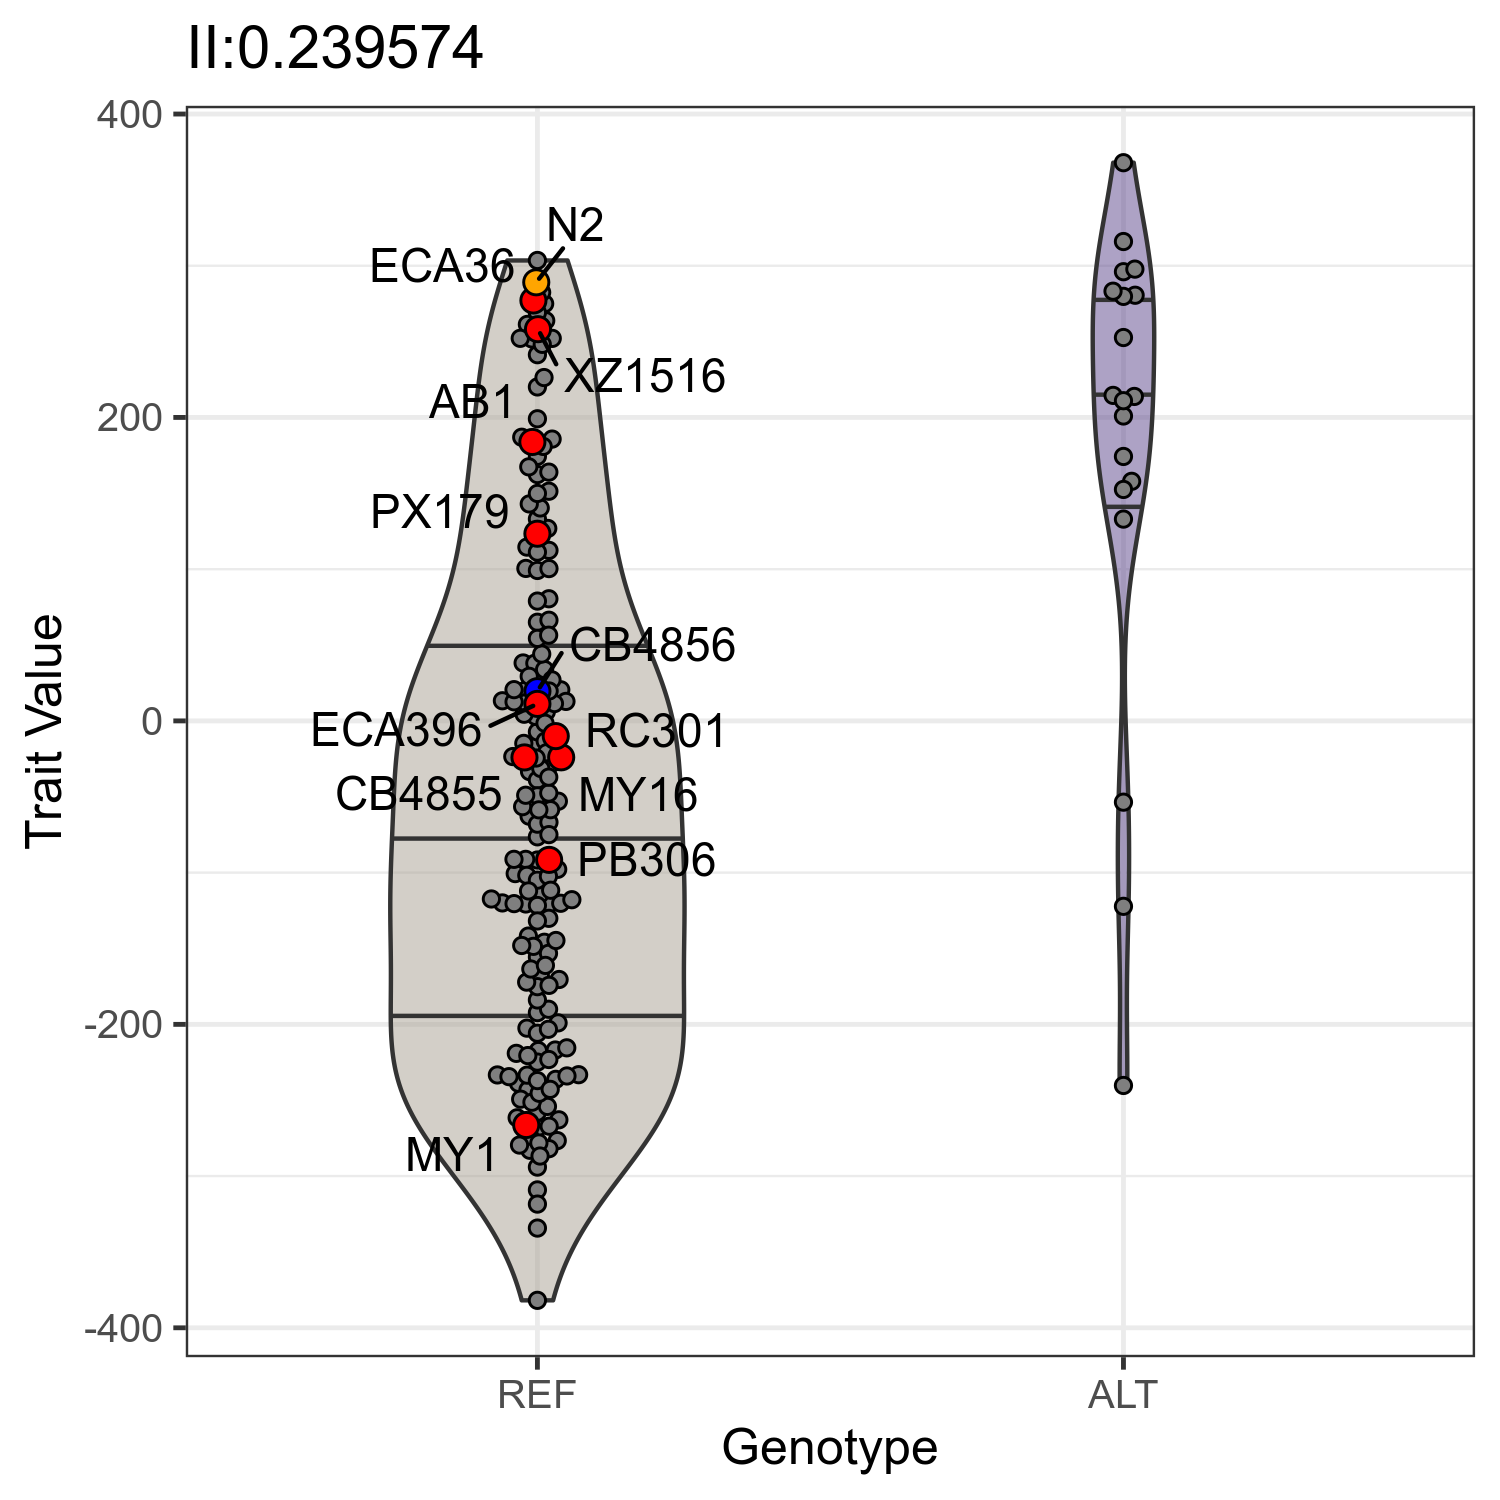 II:0.239574
400
200
0
-200
-400
Trait Value
N2
ECA36
XZ1516
AB1
PX179
CB4856
ECA396
RC301
CB4855
MY16
PB306
MY1
REF
ALT
Genotype